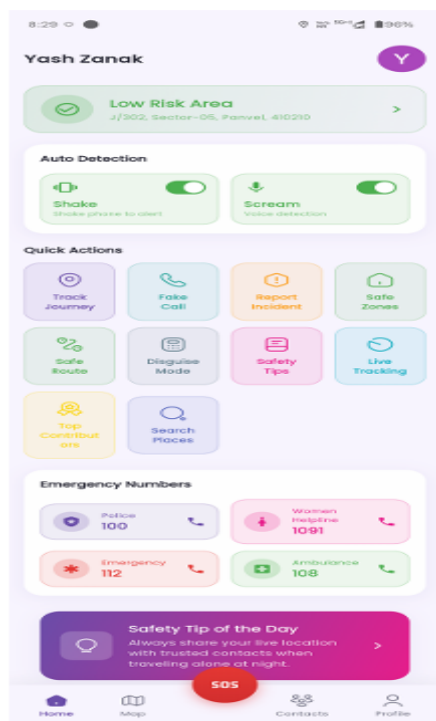 8:29
96%
Yash Zanak
Y
Low Risk Area
J/302, Sector-05, Panvel, 410210
>
Auto Detection
Shake
Shake phone to alert
Scream
Voice detection
Quick Actions
Track
Journey
Fake
Call
Report
Incident
Safe
Zones
Safe
Route
Disguise
Mode
Safety
Tips
Live
Tracking
Top
Contribut
ors
Search
Places
Emergency Numbers
Police
100
Women
Helpline
1091
Emergency
112
Ambulance
108
Safety Tip of the Day
Always share your live location
with trusted contacts when
traveling alone at night.
>
SOS
Home
Map
Contacts
Profile